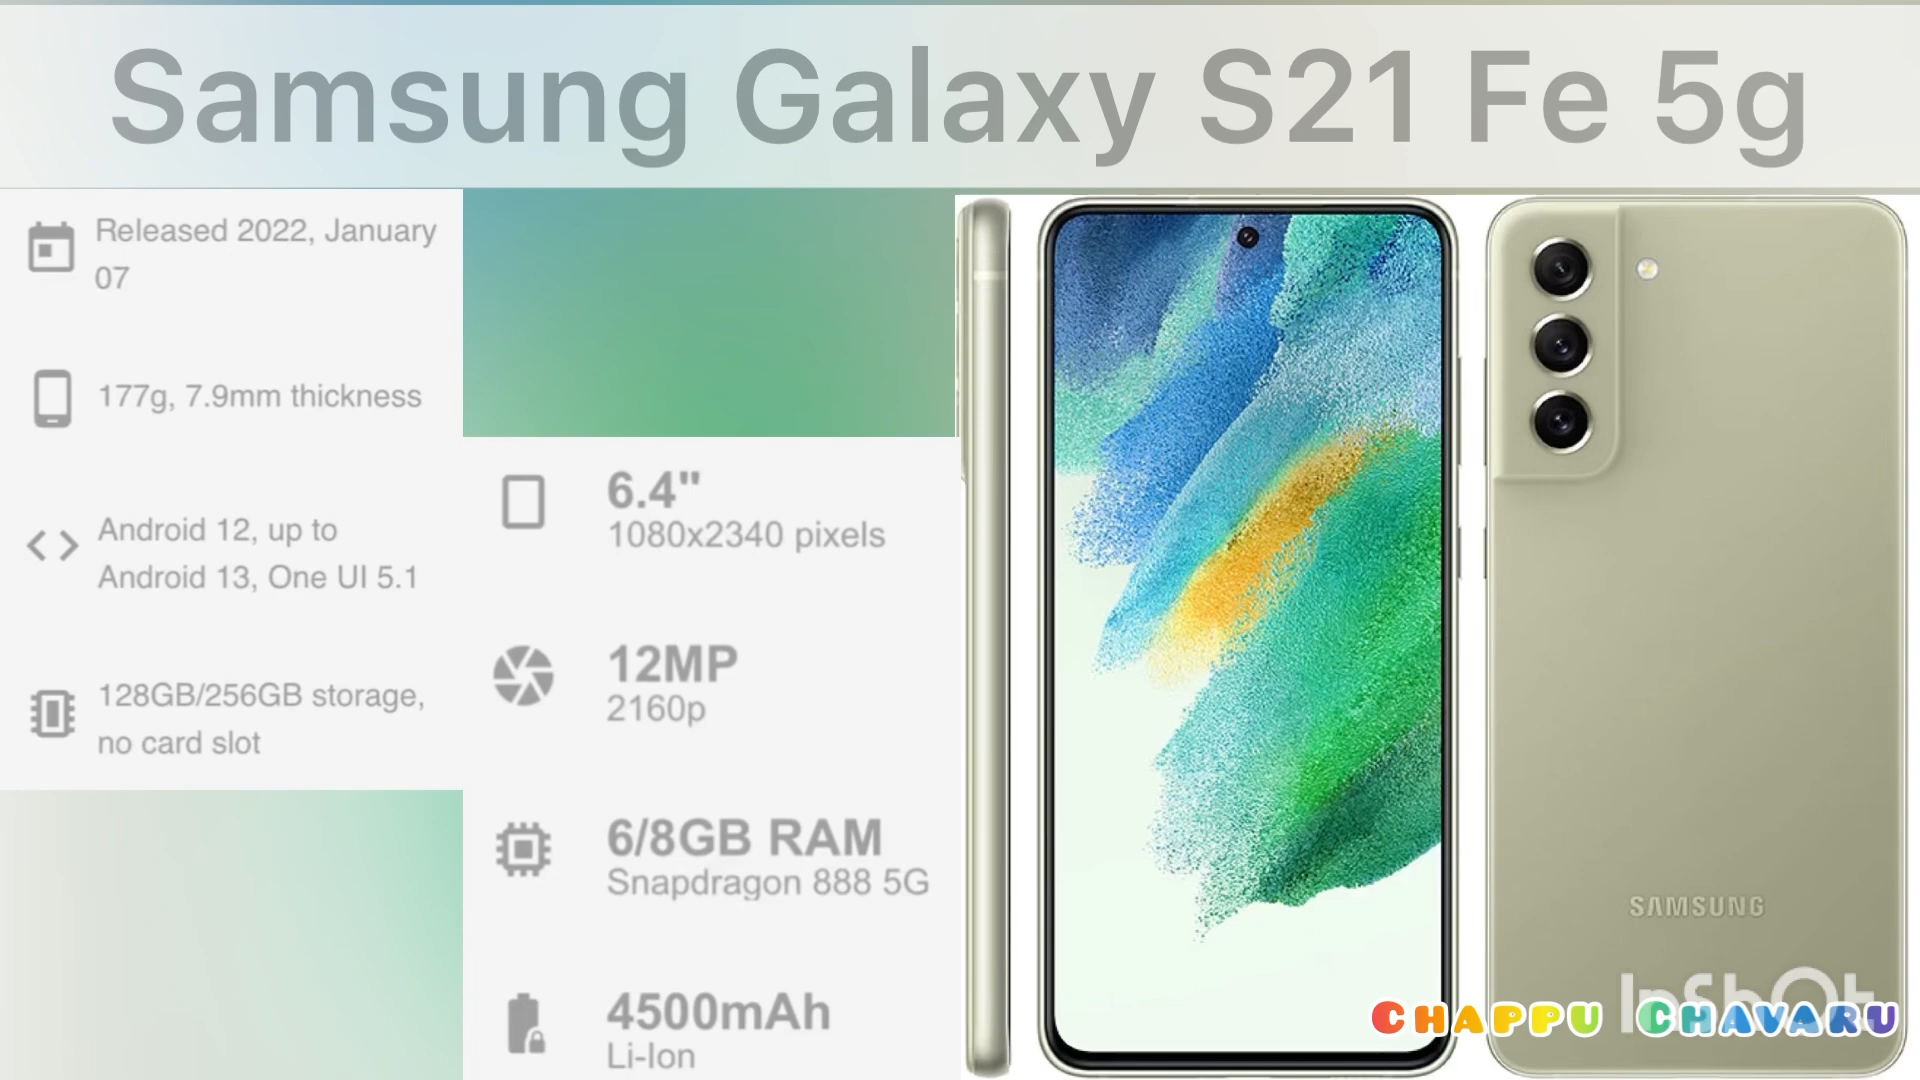 Samsung Galaxy S21 Fe 5g
Released 2022, January
07
177g, 7.9mm thickness
Android 12, up to
Android 13, One UI 5.1
128GB/256GB storage,
no card slot
6.4"
1080x2340 pixels
12MP
2160p
6/8GB RAM
Snapdragon 888 5G
4500mAh
Li-Ion
SAMSUNG
InShOt
CHAPPU CHAVARU